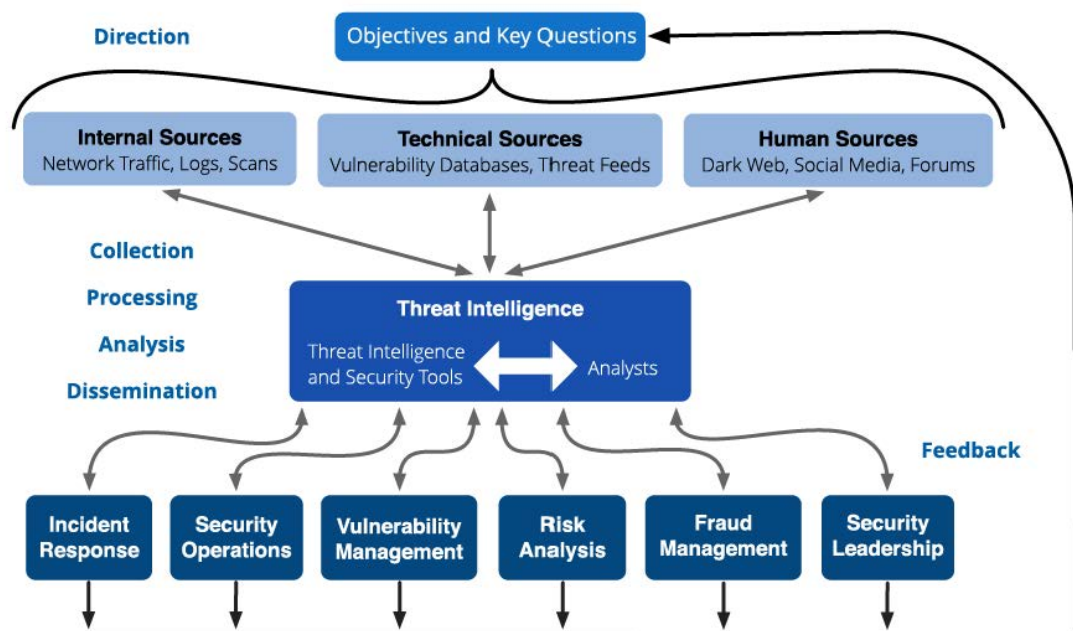 Direction
Objectives and Key Questions
Internal Sources
Network Traffic, Logs, Scans
Technical Sources
Vulnerability Databases, Threat Feeds
Human Sources
Dark Web, Social Media, Forums
Collection
Processing
Analysis
Dissemination
Threat Intelligence
Threat Intelligence
and Security Tools
Analysts
Feedback
Incident
Response
Security
Operations
Vulnerability
Management
Risk
Analysis
Fraud
Management
Security
Leadership